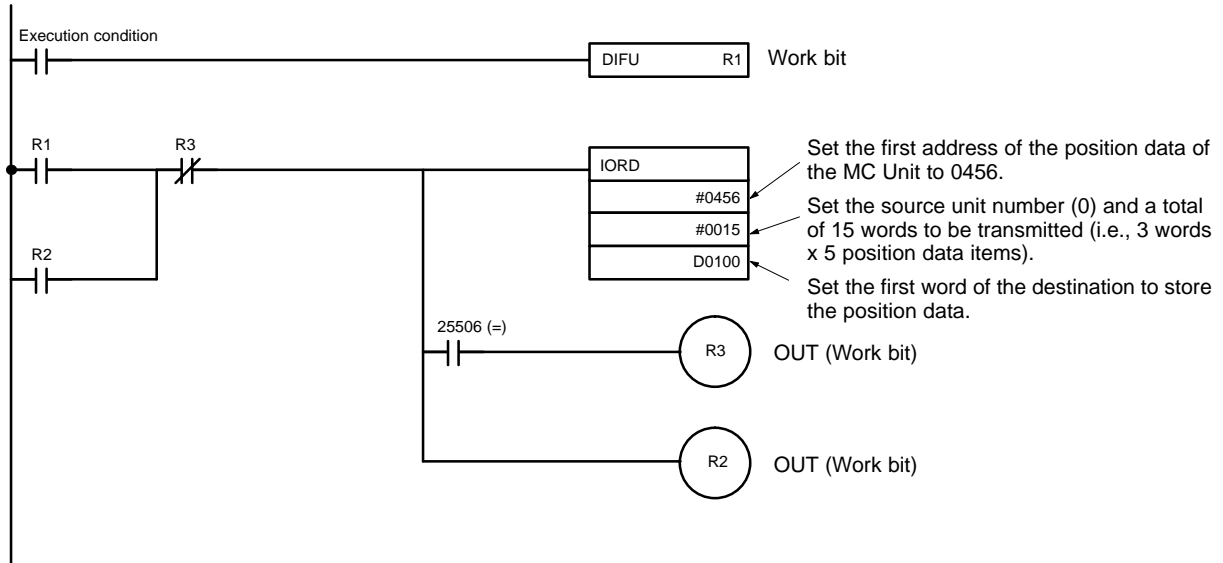 Execution condition
DIFU R1 Work bit
R1 R3
IORD
#0456
#0015
D0100
Set the first address of the position data of
the MC Unit to 0456.
Set the source unit number (0) and a total
of 15 words to be transmitted (i.e., 3 words
x 5 position data items).
Set the first word of the destination to store
the position data.
R2
25506 (=)
R3 OUT (Work bit)
R2 OUT (Work bit)